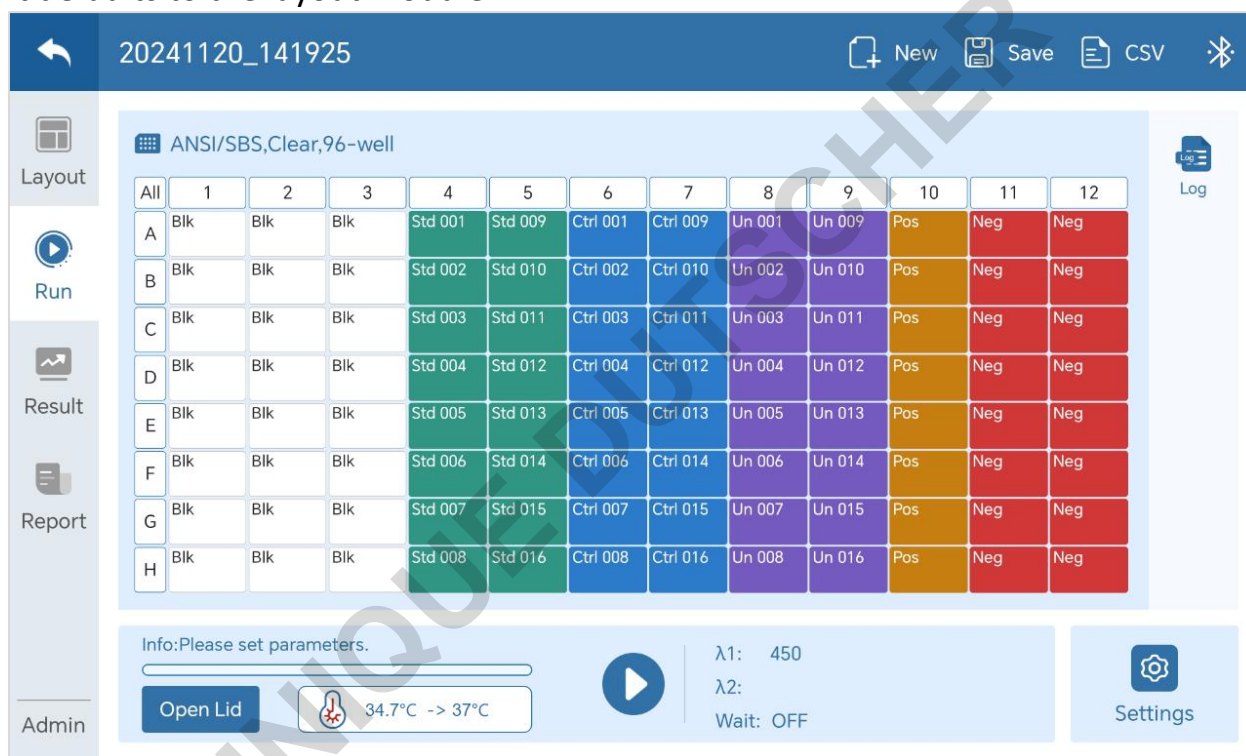 20241120_141925 New Save CSV
Layout
Run
Result
Report
Admin
ANSI/SBS,Clear,96-well
Log
All 1 2 3 4 5 6 7 8 9 10 11 12
A Blk Blk Blk Std 001 Std 009 Ctrl 001 Ctrl 009 Un 001 Un 009 Pos Neg Neg
B Blk Blk Blk Std 002 Std 010 Ctrl 002 Ctrl 010 Un 002 Un 010 Pos Neg Neg
C Blk Blk Blk Std 003 Std 011 Ctrl 003 Ctrl 011 Un 003 Un 011 Pos Neg Neg
D Blk Blk Blk Std 004 Std 012 Ctrl 004 Ctrl 012 Un 004 Un 012 Pos Neg Neg
E Blk Blk Blk Std 005 Std 013 Ctrl 005 Ctrl 013 Un 005 Un 013 Pos Neg Neg
F Blk Blk Blk Std 006 Std 014 Ctrl 006 Ctrl 014 Un 006 Un 014 Pos Neg Neg
G Blk Blk Blk Std 007 Std 015 Ctrl 007 Ctrl 015 Un 007 Un 015 Pos Neg Neg
H Blk Blk Blk Std 008 Std 016 Ctrl 008 Ctrl 016 Un 008 Un 016 Pos Neg Neg
Info:Please set parameters.
Open Lid
34.7°C -> 37°C
λ1: 450
λ2:
Wait: OFF
Settings
NIQUE DUTSCHER